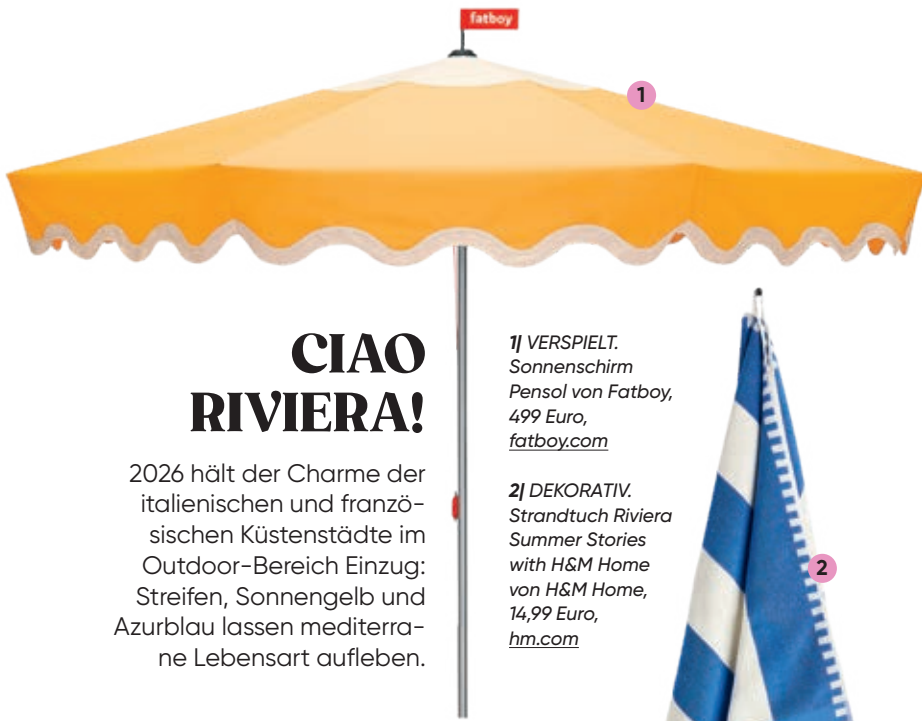 fatboy
1
CIAO
RIVIERA!
2026 hält der Charme der
italienischen und franzö-
sischen Küstenstädte im
Outdoor-Bereich Einzug:
Streifen, Sonnengelb und
Azurblau lassen mediterra-
ne Lebensart aufleben.
1| VERSPIELT.
Sonnenschirm
Pensol von Fatboy,
499 Euro,
fatboy.com
2| DEKORATIV.
Strandtuch Riviera
Summer Stories
with H&M Home
von H&M Home,
14,99 Euro,
hm.com
2